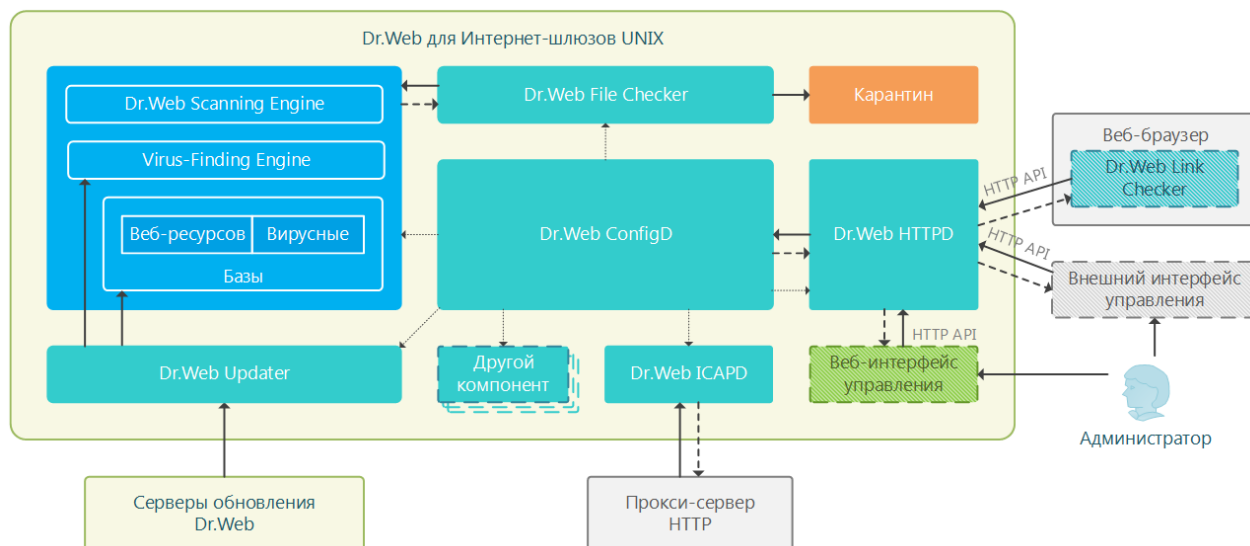 Dr.Web для Интернет-шлюзов UNIX
Dr.Web Scanning Engine
Dr.Web File Checker
Карантин
Virus-Finding Engine
Веб-ресурсов
Вирусные
Базы
Dr.Web ConfigD
Dr.Web HTTPD
HTTP API
Веб-браузер
Dr.Web Link
Checker
HTTP API
Внешний интерфейс
управления
HTTP API
Dr.Web Updater
Другой
компонент
Dr.Web ICAPD
Веб-интерфейс
управления
Администратор
Серверы обновления
Dr.Web
Прокси-сервер
HTTP